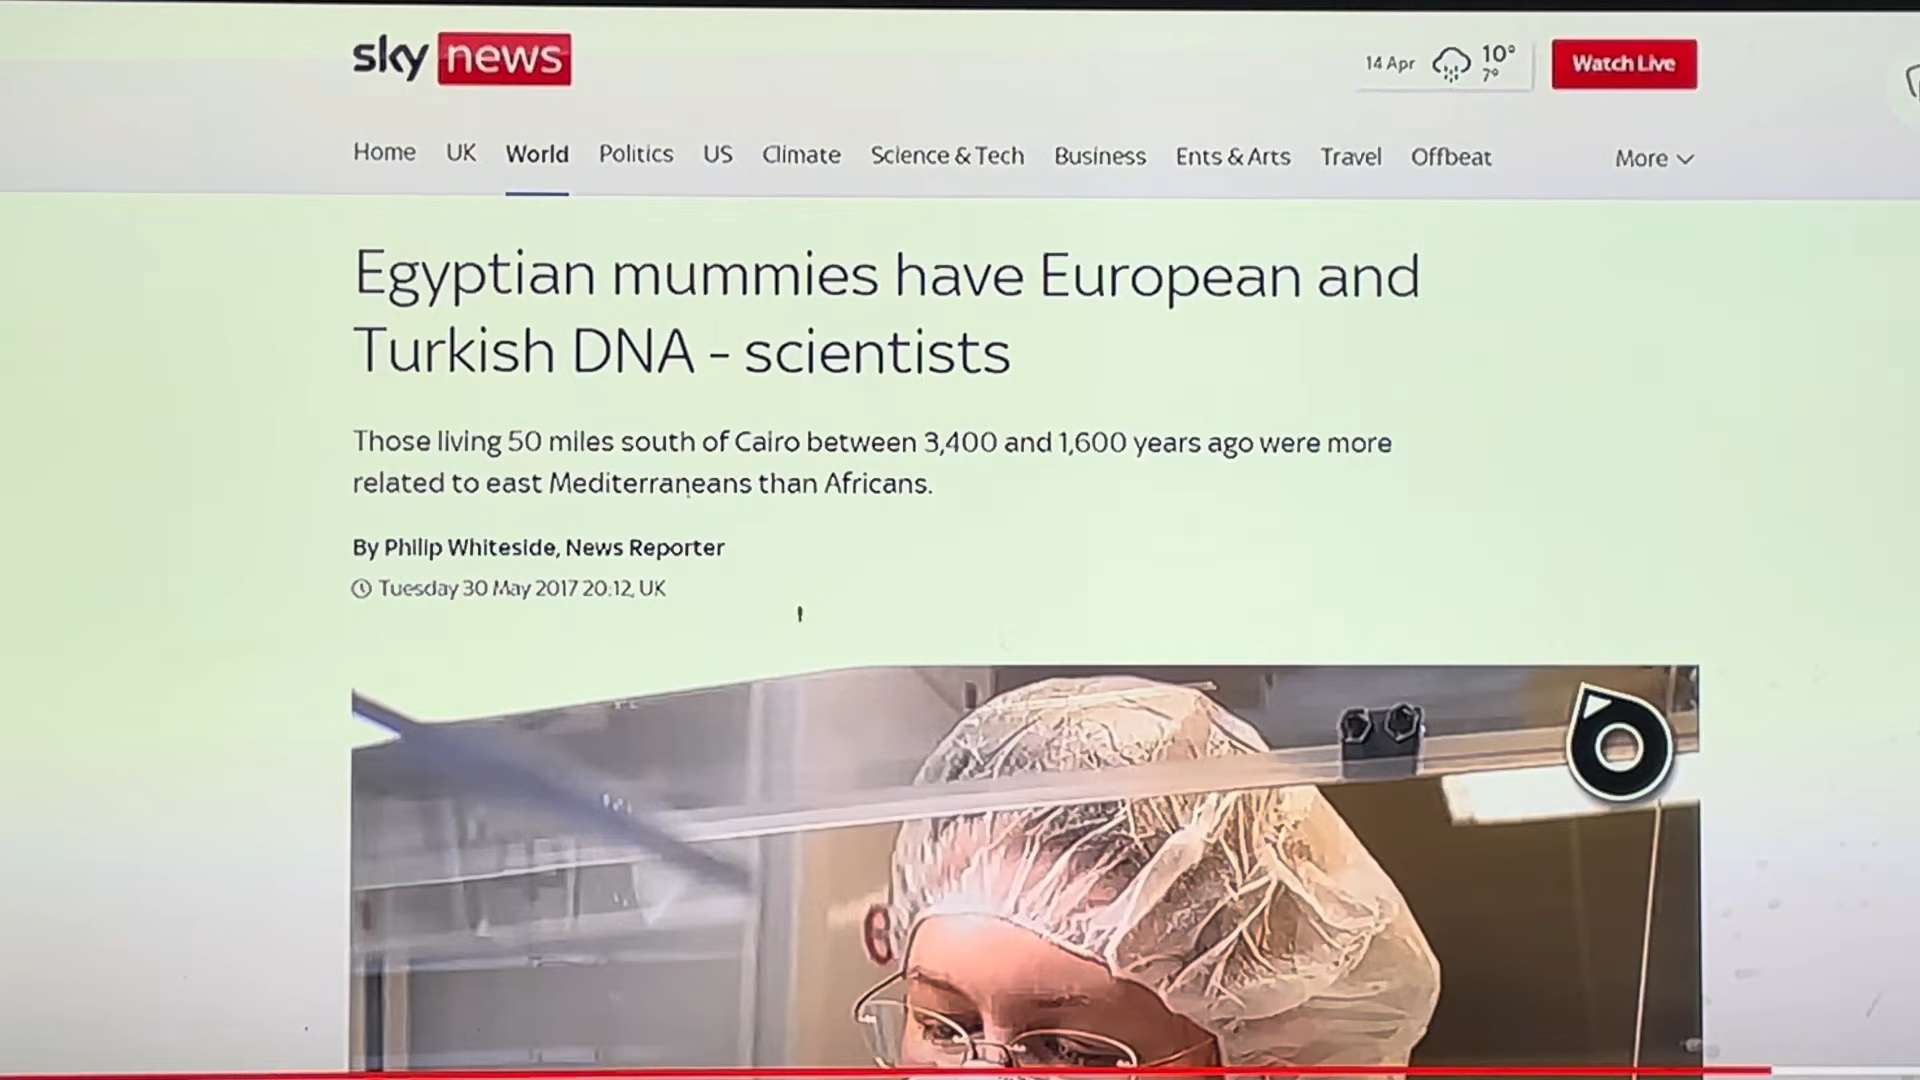 sky news
14 Apr 10° 7° Watch Live
Home UK World Politics US Climate Science & Tech Business Ents & Arts Travel Offbeat More
Egyptian mummies have European and
Turkish DNA - scientists
Those living 50 miles south of Cairo between 3,400 and 1,600 years ago were more
related to east Mediterraneans than Africans.
By Philip Whiteside, News Reporter
Tuesday 30 May 2017 20:12, UK